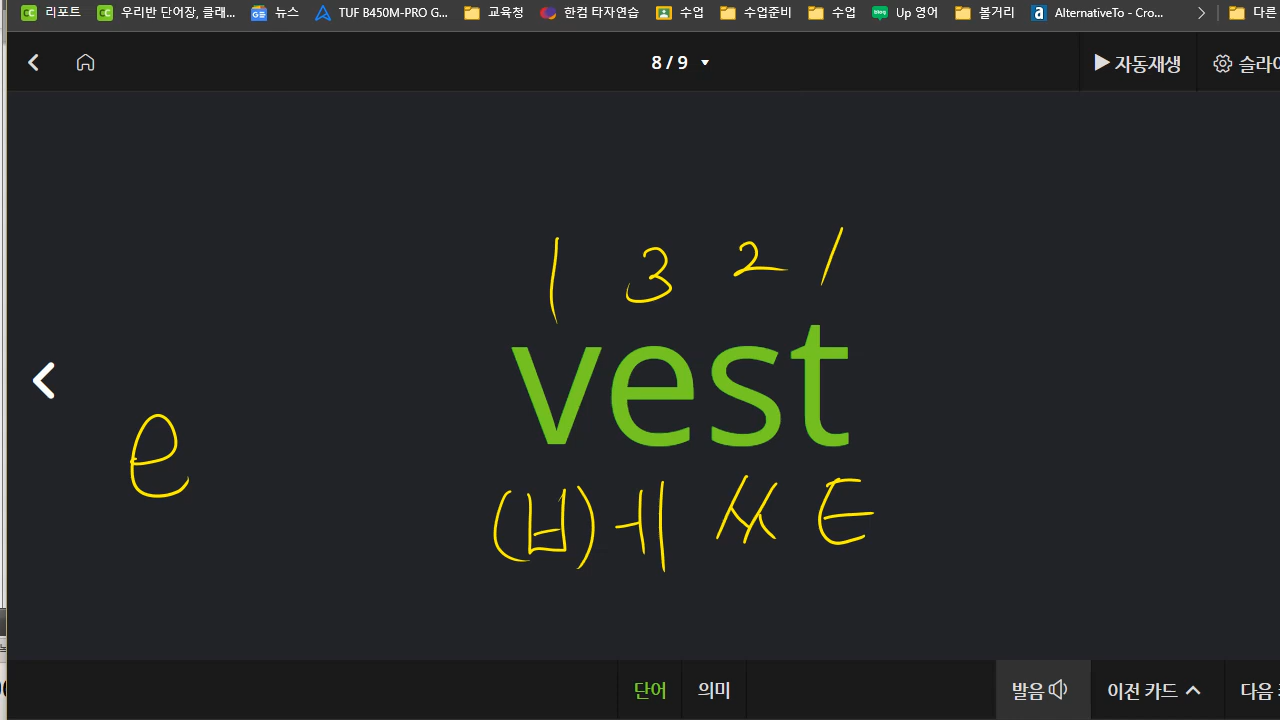 리포트 우리반 단어장, 클래... 뉴스 TUF B450M-PRO G... 교육청 한컴 타자연습 수업 수업준비 수업 Up 영어 볼거리 AlternativeTo - Cro... 다른
8 / 9 자동재생 슬라이
1 3 2 1
vest
e
(ㅂ) ㅔ ㅆ ㅌ
단어 의미 발음 이전 카드 다음